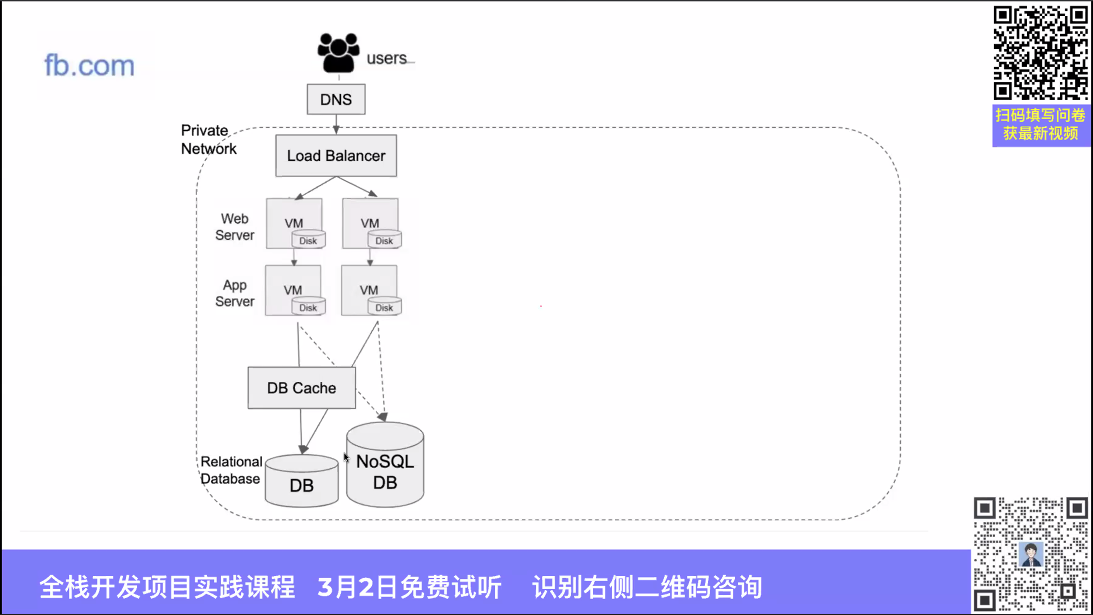 fb.com
users...
DNS
Private
Network
Load Balancer
Web
Server
VM
Disk
VM
Disk
App
Server
VM
Disk
VM
Disk
DB Cache
Relational
Database
DB
NoSQL
DB
扫码填写问卷
获最新视频
全栈开发项目实践课程 3月2日免费试听 识别右侧二维码咨询